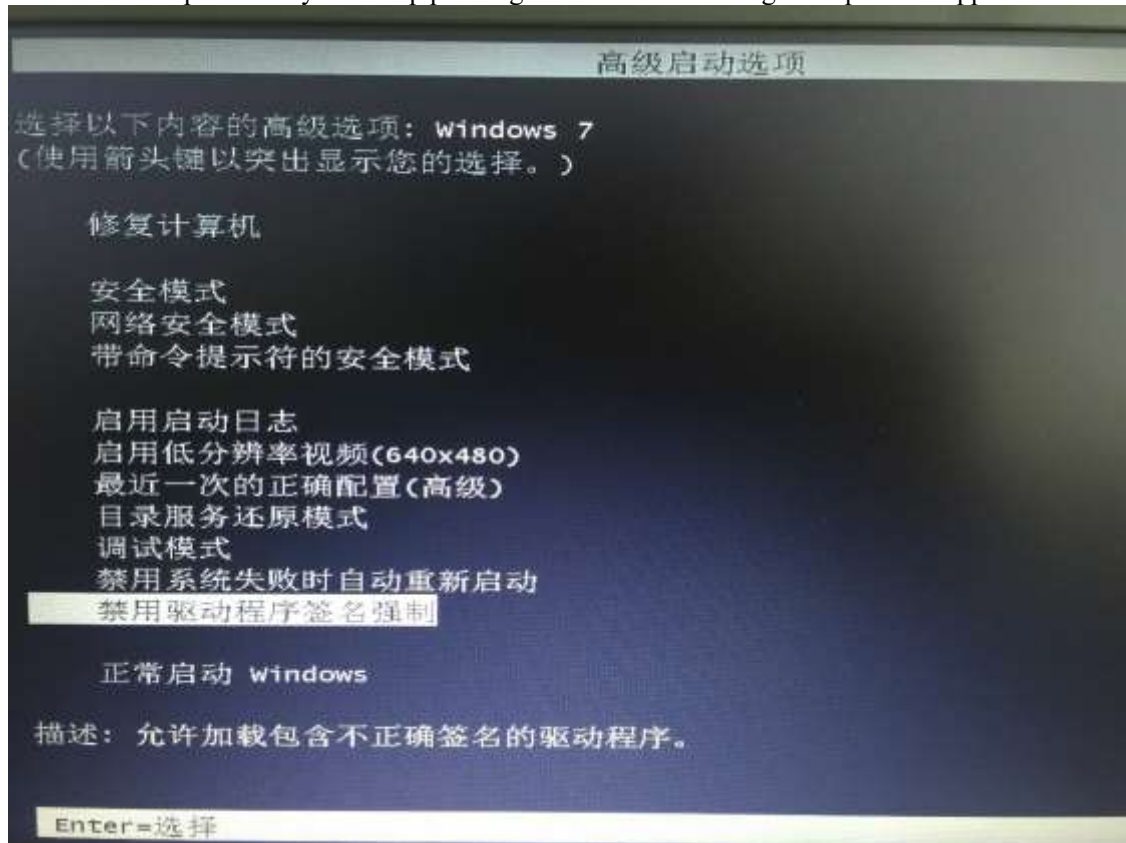 高级启动选项
选择以下内容的高级选项: Windows 7
(使用箭头键以突出显示您的选择。)
修复计算机
安全模式
网络安全模式
带命令提示符的安全模式
启用启动日志
启用低分辨率视频(640x480)
最近一次的正确配置(高级)
目录服务还原模式
调试模式
禁用系统失败时自动重新启动
禁用驱动程序签名强制
正常启动 Windows
描述: 允许加载包含不正确签名的驱动程序。
Enter=选择